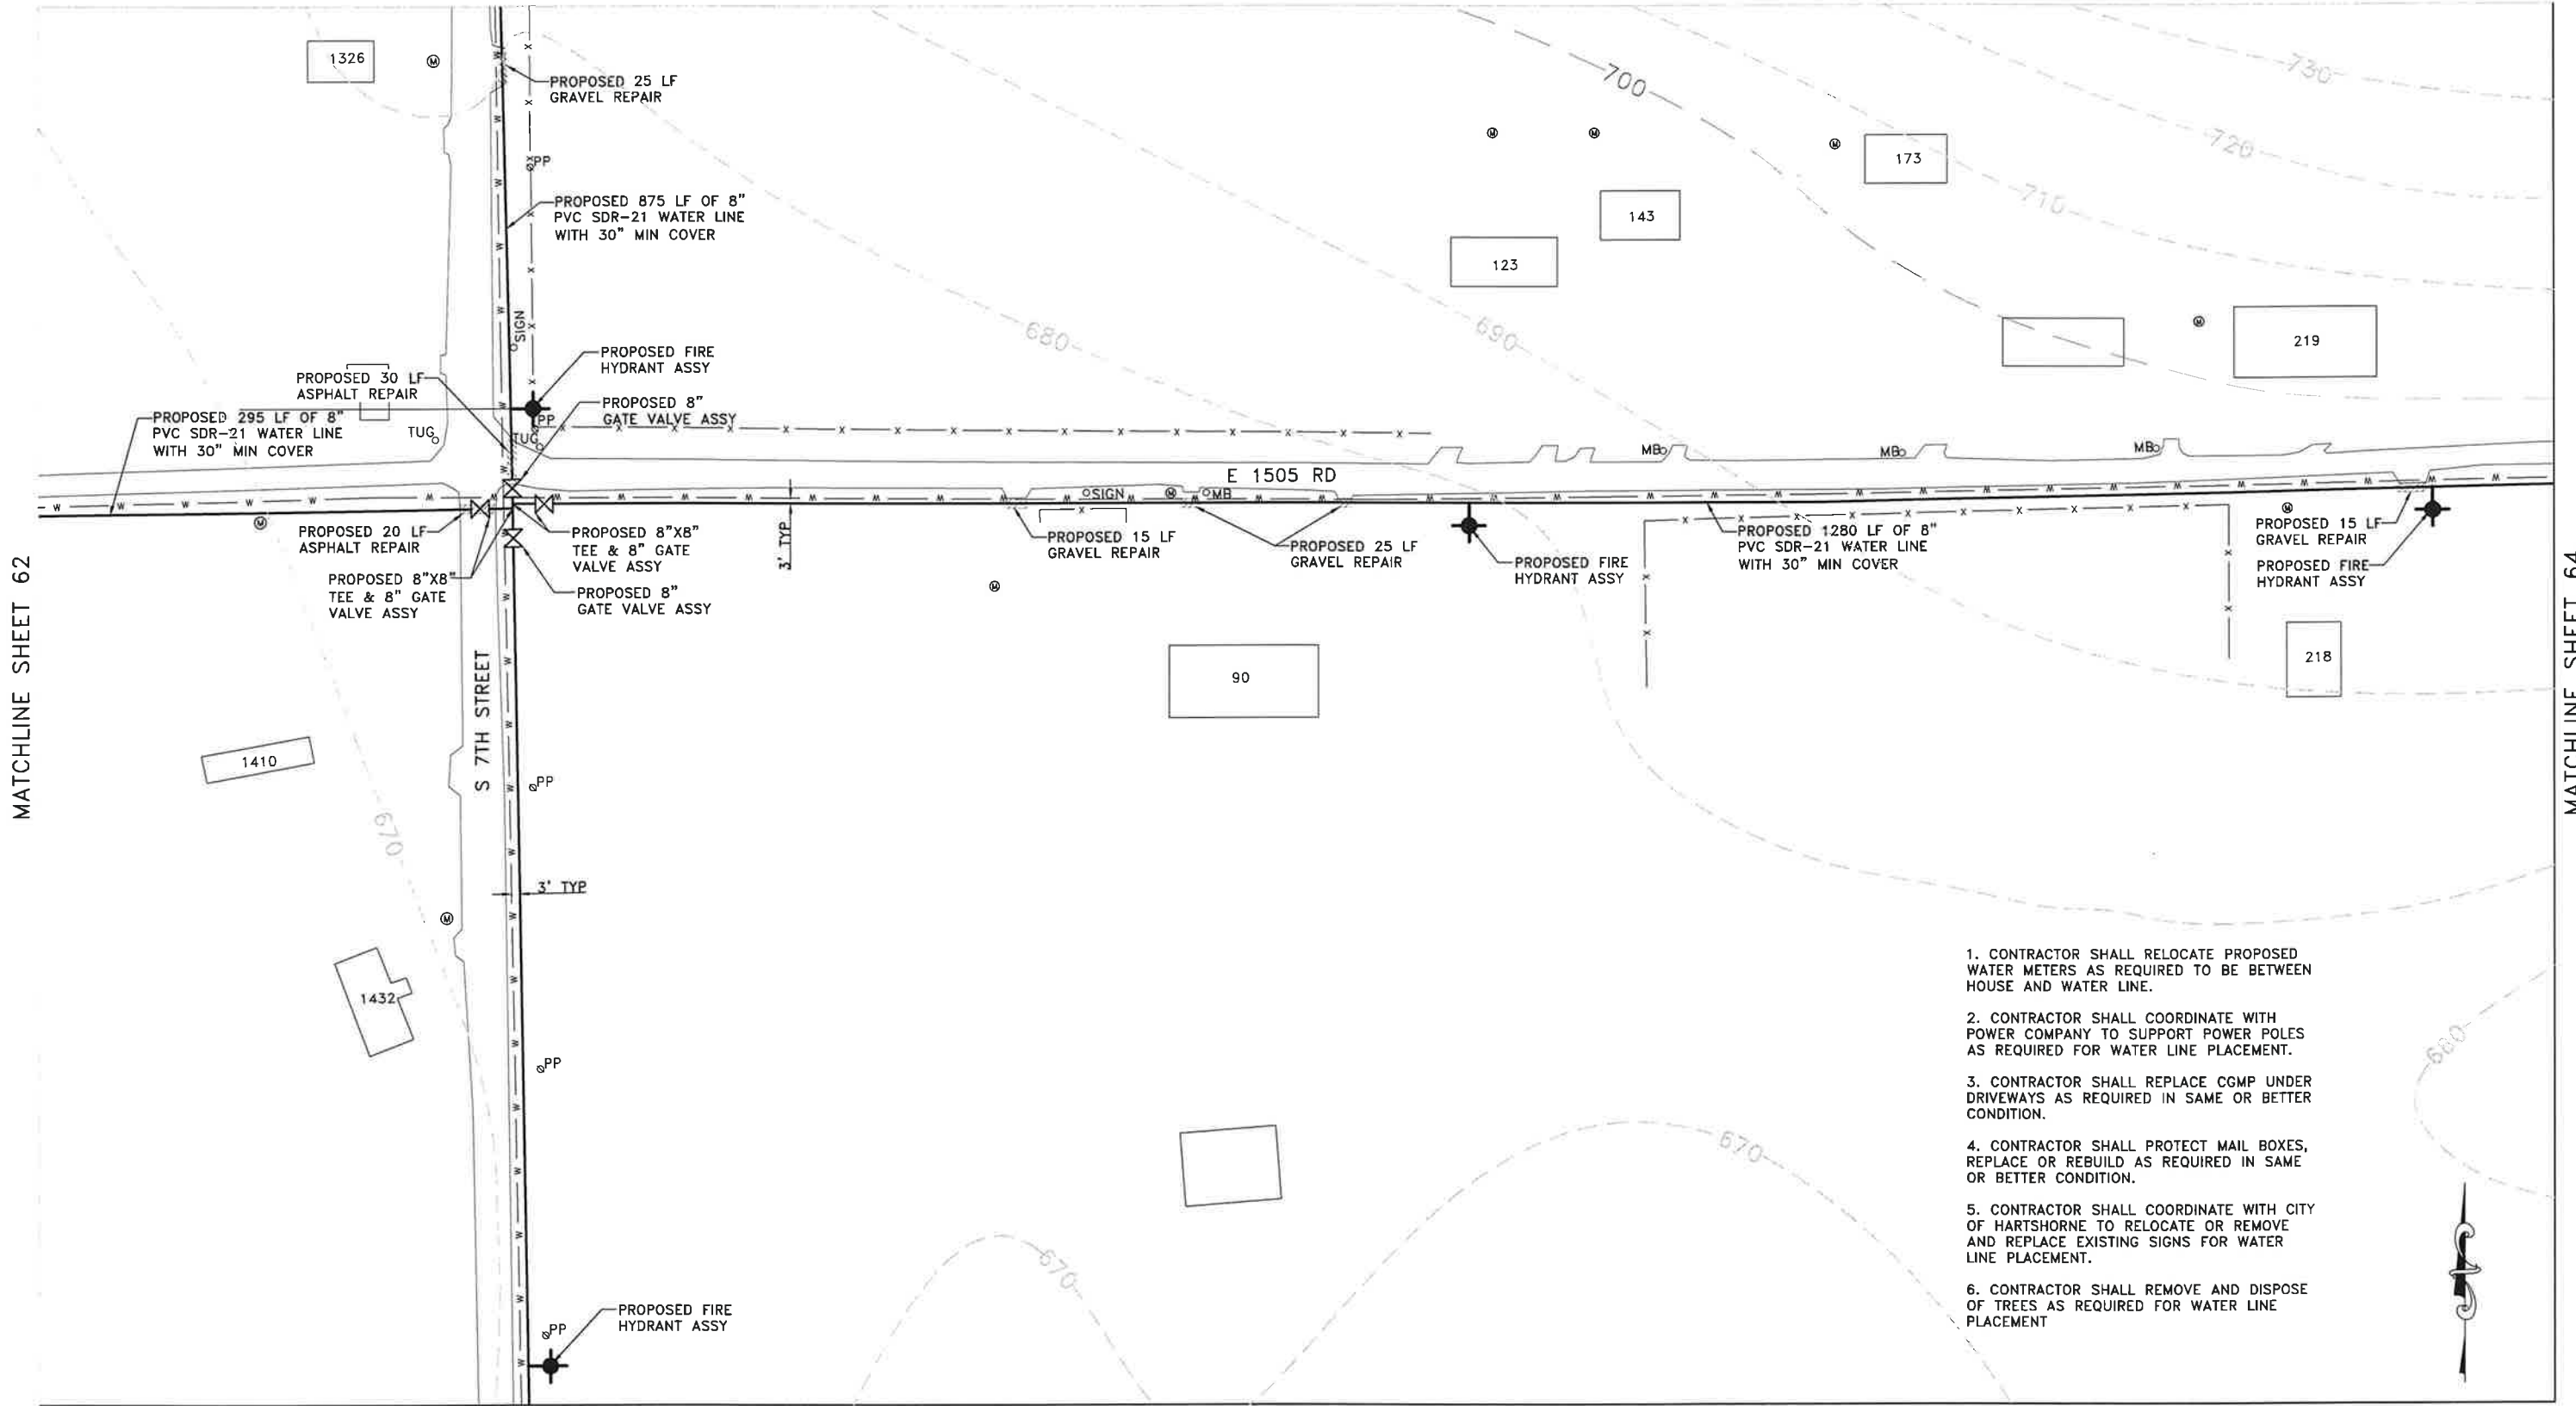 1326
PROPOSED 25 LF
GRAVEL REPAIR
PP
PROPOSED 875 LF OF 8"
PVC SDR-21 WATER LINE
WITH 30" MIN COVER
700
730
720
710
173
143
123
219
680
690
SIGN
PROPOSED FIRE
HYDRANT ASSY
PROPOSED 30 LF
ASPHALT REPAIR
PROPOSED 8"
GATE VALVE ASSY
PROPOSED 295 LF OF 8"
PVC SDR-21 WATER LINE
WITH 30" MIN COVER
TUG
PP
TUG
MB
MB
MB
E 1505 RD
SIGN
MB
PROPOSED 20 LF
ASPHALT REPAIR
PROPOSED 8"X8"
TEE & 8" GATE
VALVE ASSY
PROPOSED 8"X8"
TEE & 8" GATE
VALVE ASSY
PROPOSED 8"
GATE VALVE ASSY
3' TYP
PROPOSED 15 LF
GRAVEL REPAIR
PROPOSED 25 LF
GRAVEL REPAIR
PROPOSED FIRE
HYDRANT ASSY
PROPOSED 1280 LF OF 8"
PVC SDR-21 WATER LINE
WITH 30" MIN COVER
PROPOSED 15 LF
GRAVEL REPAIR
PROPOSED FIRE
HYDRANT ASSY
MATCHLINE SHEET 62
MATCHLINE SHEET 64
90
218
S 7TH STREET
1410
PP
670
3' TYP
1432
PP
670
670
660
PP
PROPOSED FIRE
HYDRANT ASSY
1. CONTRACTOR SHALL RELOCATE PROPOSED
WATER METERS AS REQUIRED TO BE BETWEEN
HOUSE AND WATER LINE.
2. CONTRACTOR SHALL COORDINATE WITH
POWER COMPANY TO SUPPORT POWER POLES
AS REQUIRED FOR WATER LINE PLACEMENT.
3. CONTRACTOR SHALL REPLACE CGMP UNDER
DRIVEWAYS AS REQUIRED IN SAME OR BETTER
CONDITION.
4. CONTRACTOR SHALL PROTECT MAIL BOXES,
REPLACE OR REBUILD AS REQUIRED IN SAME
OR BETTER CONDITION.
5. CONTRACTOR SHALL COORDINATE WITH CITY
OF HARTSHORNE TO RELOCATE OR REMOVE
AND REPLACE EXISTING SIGNS FOR WATER
LINE PLACEMENT.
6. CONTRACTOR SHALL REMOVE AND DISPOSE
OF TREES AS REQUIRED FOR WATER LINE
PLACEMENT